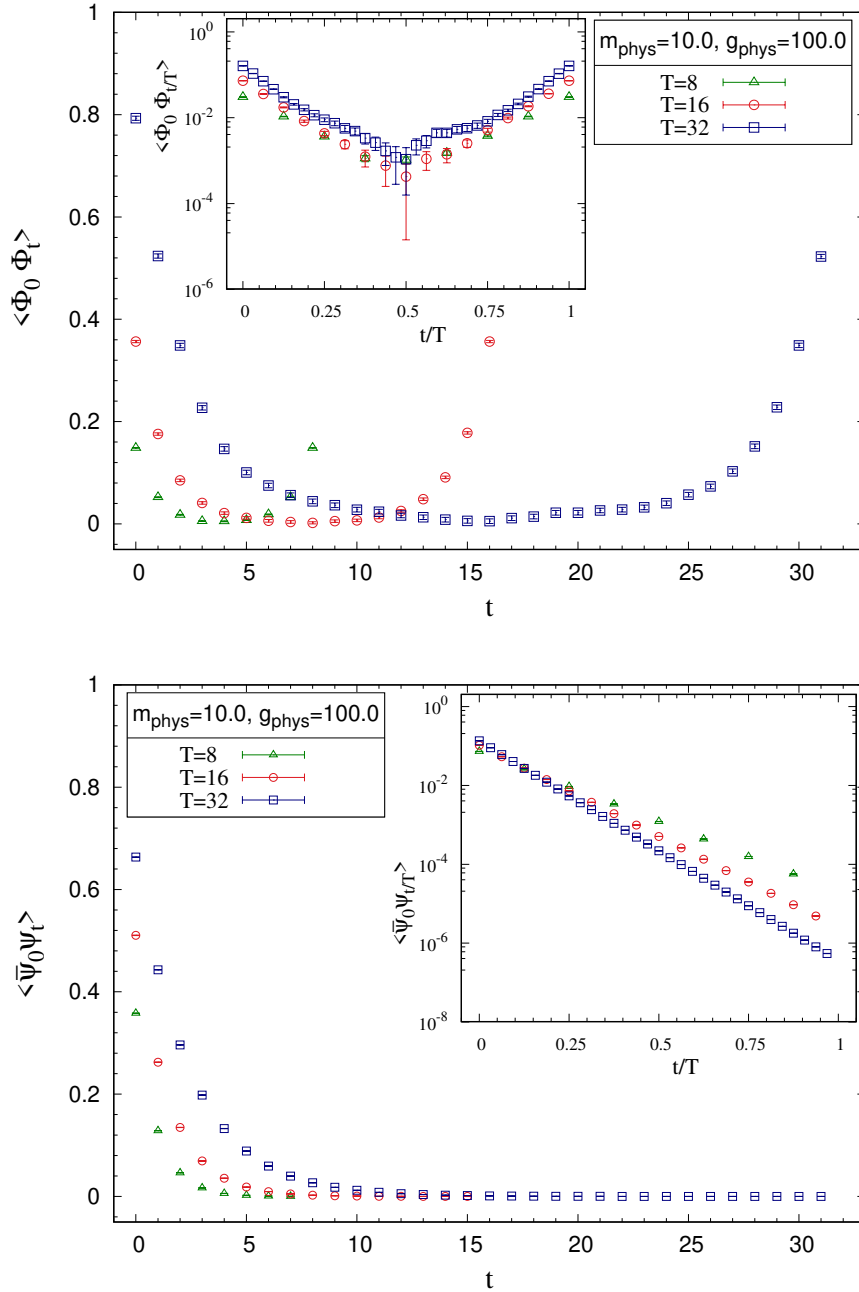 <Φ0 Φt>
1
0.8
0.6
0.4
0.2
0
0 5 10 15 20 25 30
t
mphys=10.0, gphys=100.0
T=8
T=16
T=32
<Φ0 Φt/T>
10^0
10^-2
10^-4
10^-6
0 0.25 0.5 0.75 1
t/T
<ψ̄0ψt>
1
0.8
0.6
0.4
0.2
0
0 5 10 15 20 25 30
t
mphys=10.0, gphys=100.0
T=8
T=16
T=32
<ψ̄0ψt/T>
10^0
10^-2
10^-4
10^-6
10^-8
0 0.25 0.5 0.75 1
t/T